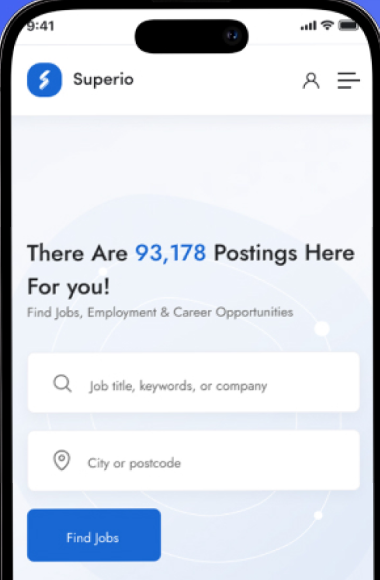 9:41
Superio
There Are 93,178 Postings Here
For you!
Find Jobs, Employment & Career Opportunities
Job title, keywords, or company
City or postcode
Find Jobs